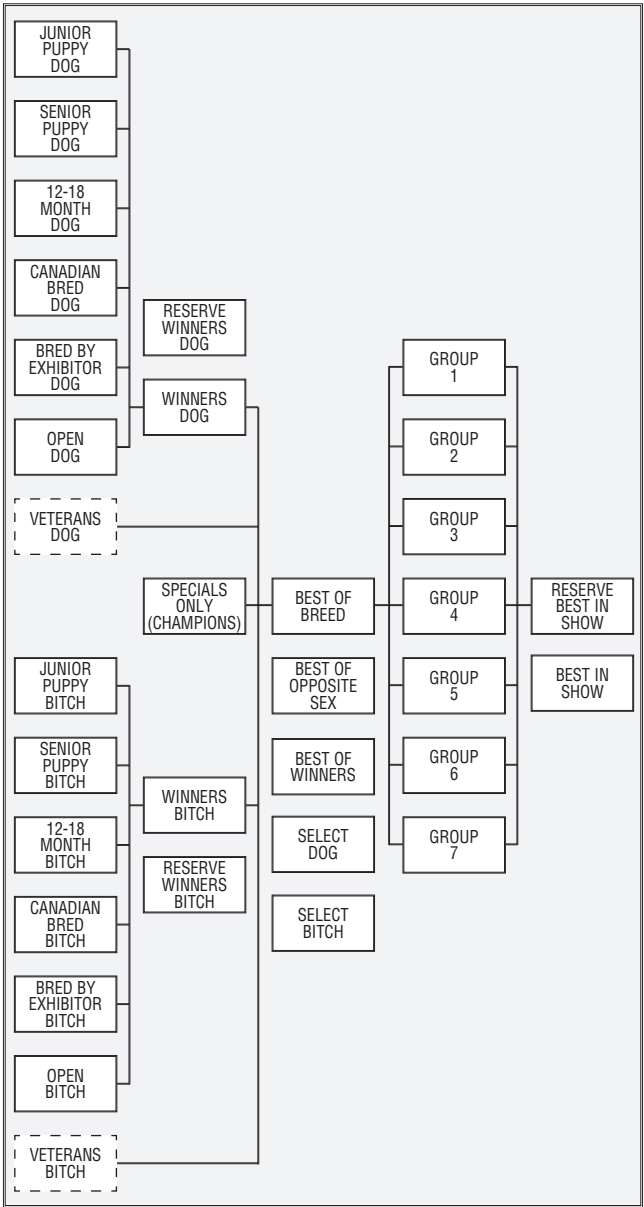 JUNIOR
PUPPY
DOG
SENIOR
PUPPY
DOG
12-18
MONTH
DOG
CANADIAN
BRED
DOG
BRED BY
EXHIBITOR
DOG
OPEN
DOG
VETERANS
DOG
JUNIOR
PUPPY
BITCH
SENIOR
PUPPY
BITCH
12-18
MONTH
BITCH
CANADIAN
BRED
BITCH
BRED BY
EXHIBITOR
BITCH
OPEN
BITCH
VETERANS
BITCH
RESERVE
WINNERS
DOG
WINNERS
DOG
SPECIALS
ONLY
(CHAMPIONS)
WINNERS
BITCH
RESERVE
WINNERS
BITCH
BEST OF
BREED
BEST OF
OPPOSITE
SEX
BEST OF
WINNERS
SELECT
DOG
SELECT
BITCH
GROUP
1
GROUP
2
GROUP
3
GROUP
4
GROUP
5
GROUP
6
GROUP
7
RESERVE
BEST IN
SHOW
BEST IN
SHOW